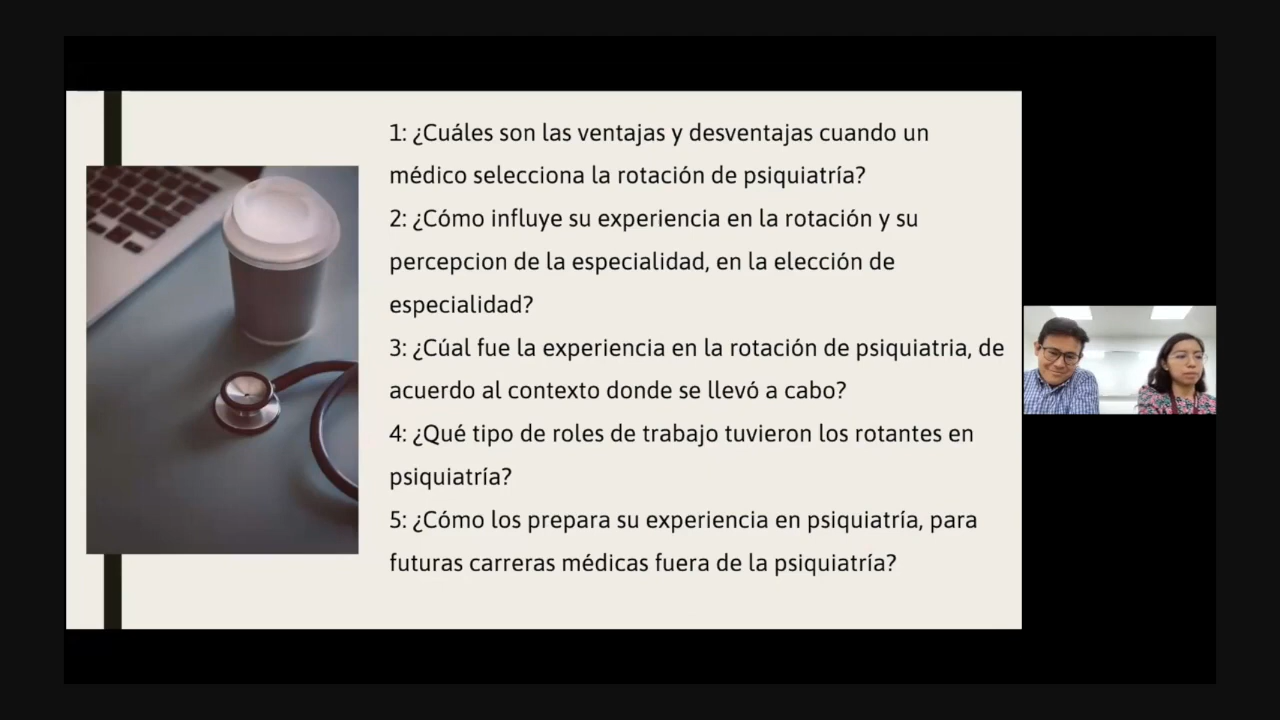 1: ¿Cuáles son las ventajas y desventajas cuando un
médico selecciona la rotación de psiquiatría?
2: ¿Cómo influye su experiencia en la rotación y su
percepcion de la especialidad, en la elección de
especialidad?
3: ¿Cúal fue la experiencia en la rotación de psiquiatria, de
acuerdo al contexto donde se llevó a cabo?
4: ¿Qué tipo de roles de trabajo tuvieron los rotantes en
psiquiatría?
5: ¿Cómo los prepara su experiencia en psiquiatría, para
futuras carreras médicas fuera de la psiquiatría?